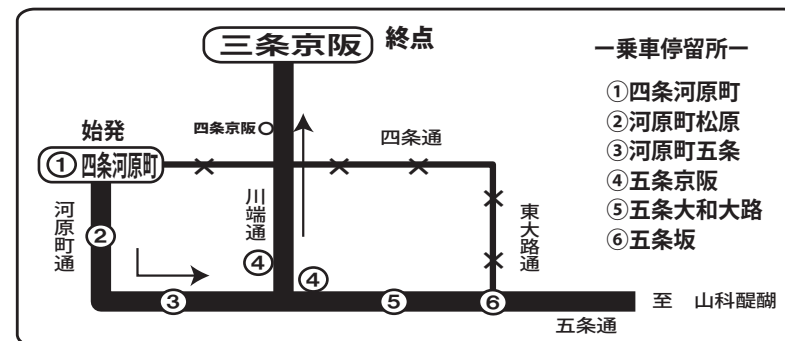 三条京阪 終点
ー乗車停留所ー
①四条河原町
②河原町松原
③河原町五条
④五条京阪
⑤五条大和大路
⑥五条坂
四条京阪
四条通
始発
①四条河原町
河原町通
②
川端通
東大路通
④
④
③
⑤
⑥
至 山科醍醐
五条通